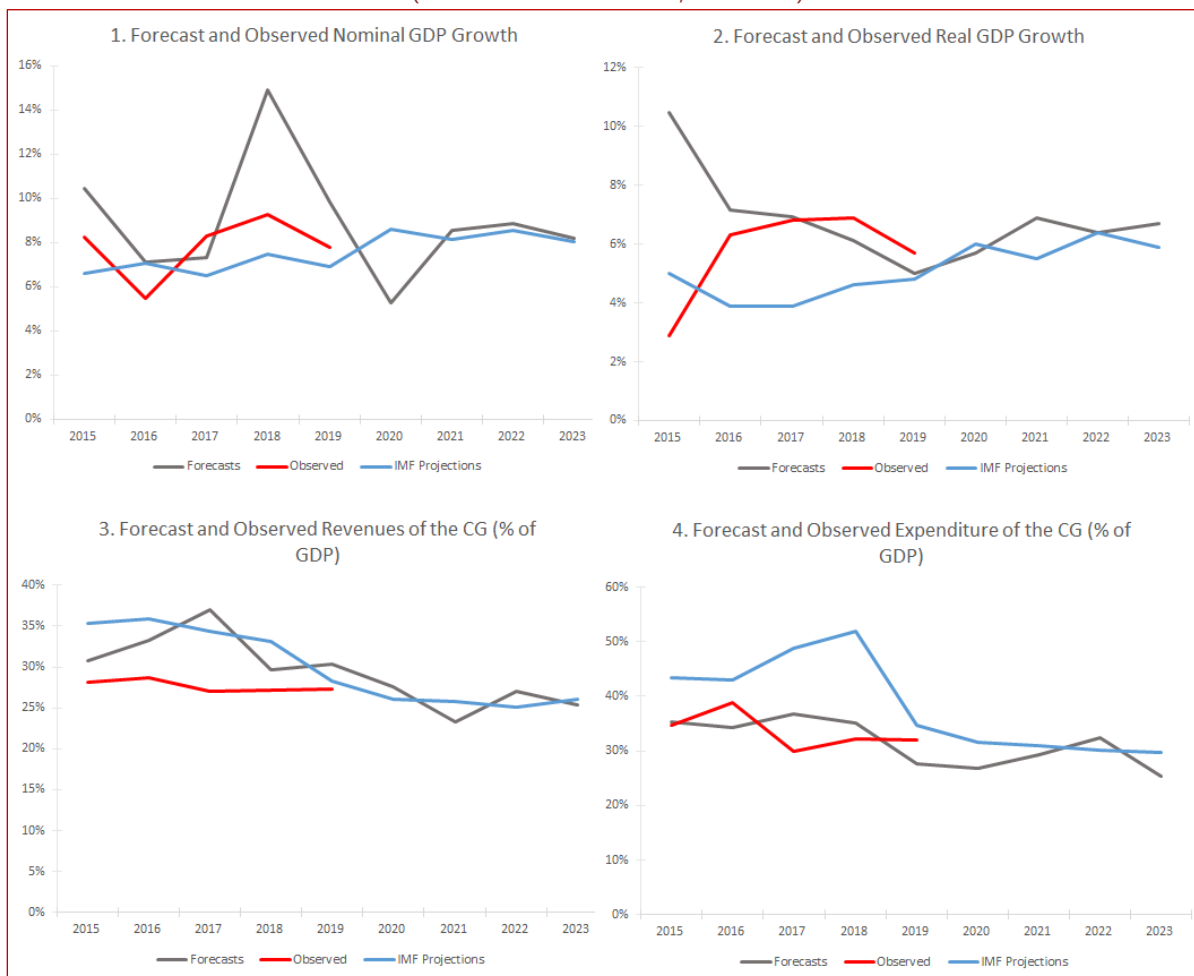 1. Forecast and Observed Nominal GDP Growth
16%
14%
12%
10%
8%
6%
4%
2%
0%
2015 2016 2017 2018 2019 2020 2021 2022 2023
Forecasts Observed IMF Projections
2. Forecast and Observed Real GDP Growth
12%
10%
8%
6%
4%
2%
0%
2015 2016 2017 2018 2019 2020 2021 2022 2023
Forecasts Observed IMF Projections
3. Forecast and Observed Revenues of the CG (% of
GDP)
40%
35%
30%
25%
20%
15%
10%
5%
0%
2015 2016 2017 2018 2019 2020 2021 2022 2023
Forecasts Observed IMF Projections
4. Forecast and Observed Expenditure of the CG (% of
GDP)
60%
50%
40%
30%
20%
10%
0%
2015 2016 2017 2018 2019 2020 2021 2022 2023
Forecasts Observed IMF Projections